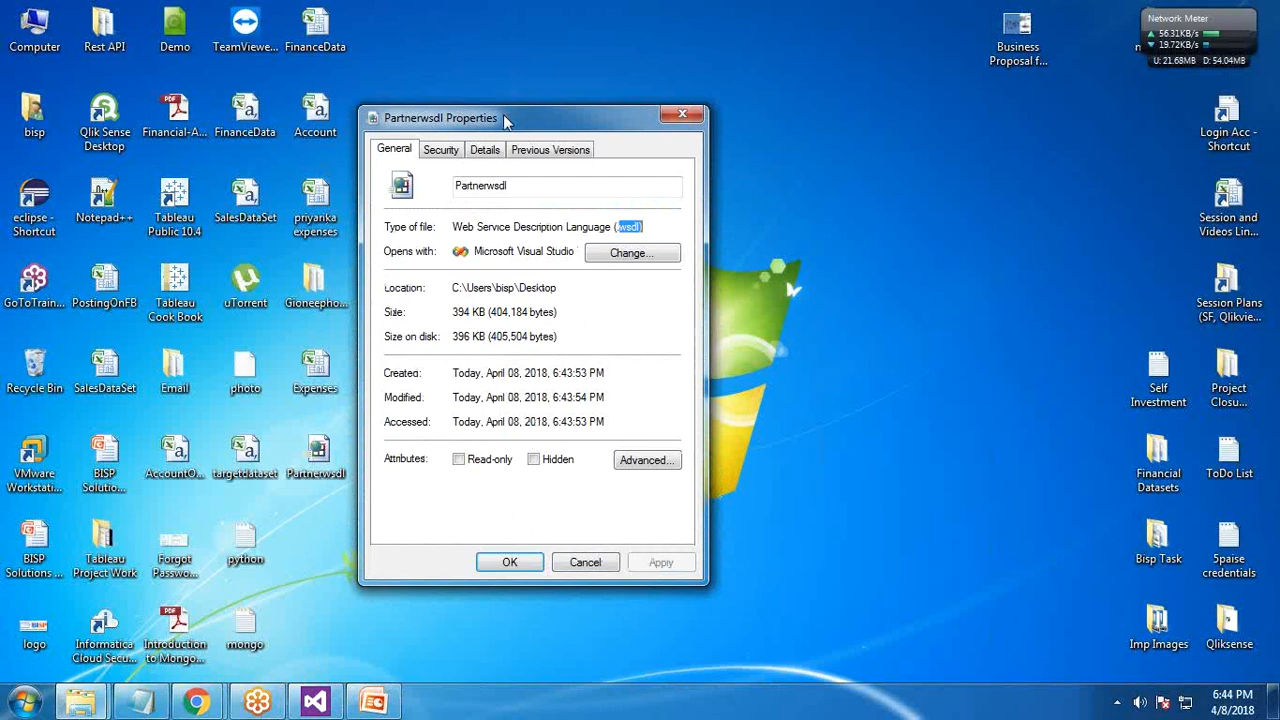 Computer
Rest API
Demo
TeamViewe...
FinanceData
Business
Proposal f...
Network Meter
56.31KB/s
19.72KB/s
U: 21.68MB D: 54.04MB
bisp
Qlik Sense
Desktop
Financial-A...
FinanceData
Account
Login Acc -
Shortcut
eclipse -
Shortcut
Notepad++
Tableau
Public 10.4
SalesDataSet
priyanka
expenses
Session and
Videos Lin...
GoToTrain...
PostingOnFB
Tableau
Cook Book
uTorrent
Gioneepho...
Session Plans
(SF, Qlikvie...
Recycle Bin
SalesDataSet
Email
photo
Expenses
Self
Investment
Project
Closu...
VMware
Workstati...
BISP
Solutio...
AccountO...
targetdataset
Partnerwsdl
Financial
Datasets
ToDo List
BISP
Solutions ...
Tableau
Project Work
Forgot
Passwo...
python
Bisp Task
5paise
credentials
logo
Informatica
Cloud Secu...
Introduction
to Mongo...
mongo
Imp Images
Qliksense
Partnerwsdl Properties
General
Security
Details
Previous Versions
Partnerwsdl
Type of file: Web Service Description Language (.wsdl)
Opens with: Microsoft Visual Studio
Change...
Location: C:\Users\bisp\Desktop
Size: 394 KB (404,184 bytes)
Size on disk: 396 KB (405,504 bytes)
Created: Today, April 08, 2018, 6:43:53 PM
Modified: Today, April 08, 2018, 6:43:54 PM
Accessed: Today, April 08, 2018, 6:43:53 PM
Attributes: Read-only Hidden Advanced...
OK Cancel Apply
6:44 PM
4/8/2018